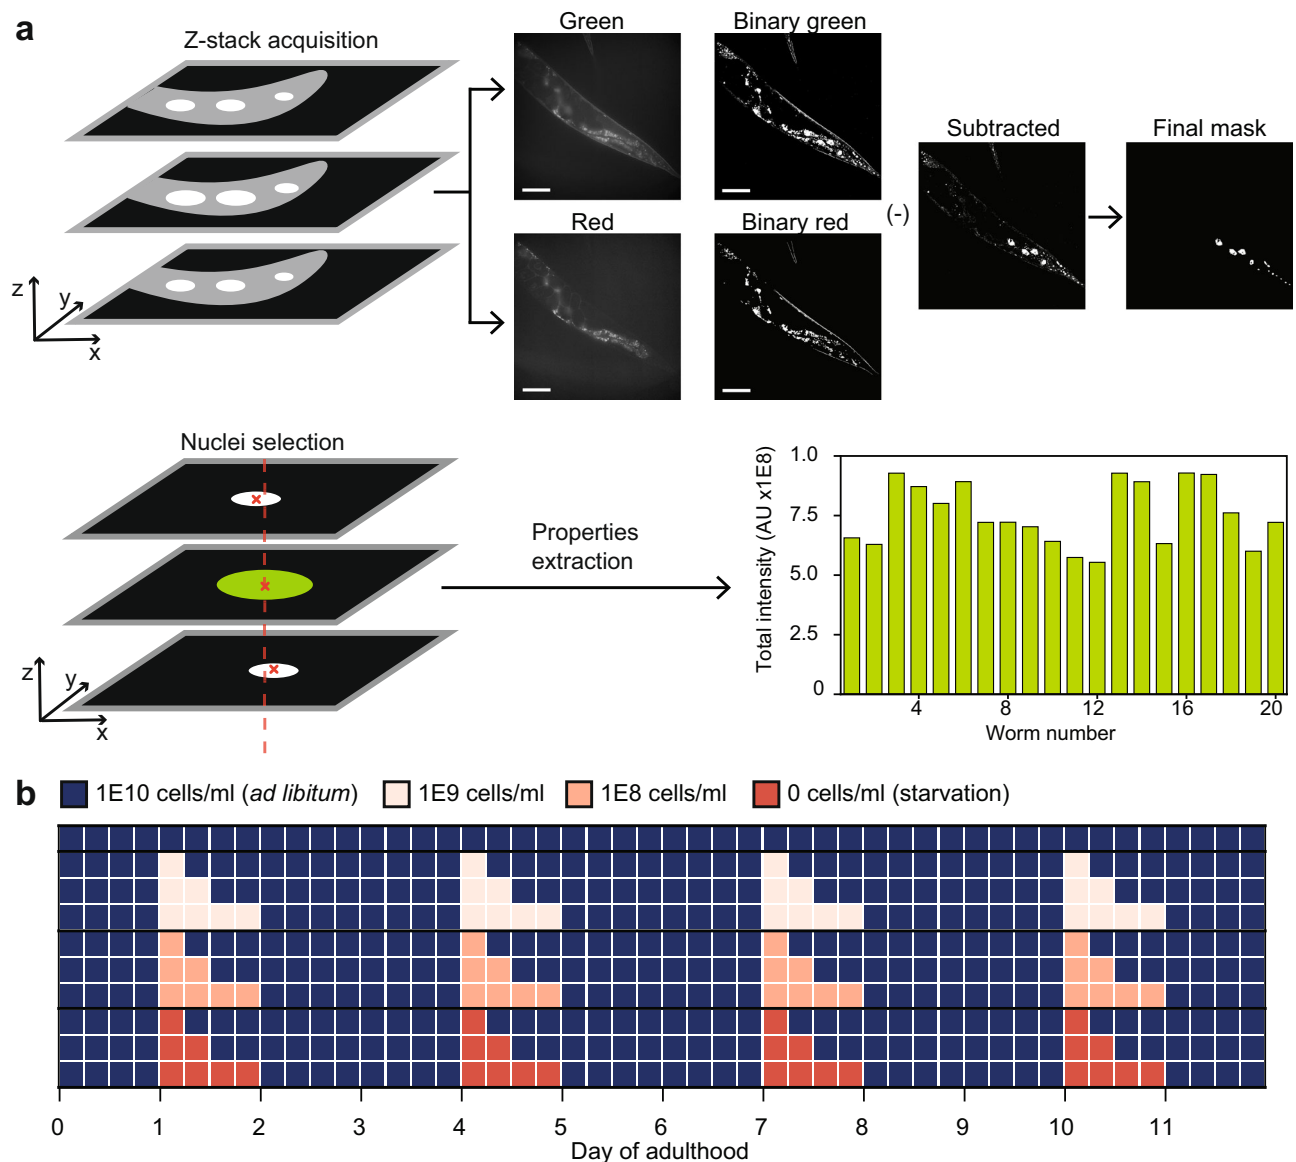 a
Z-stack acquisition
Green
Binary green
Subtracted
Final mask
Red
Binary red
(-)
z
y
x
Nuclei selection
Properties
extraction
z
y
x
Total intensity (AU x1E8)
1.0
7.5
5.0
2.5
0
4 8 12 16 20
Worm number
b
1E10 cells/ml (ad libitum) 1E9 cells/ml 1E8 cells/ml 0 cells/ml (starvation)
0 1 2 3 4 5 6 7 8 9 10 11
Day of adulthood